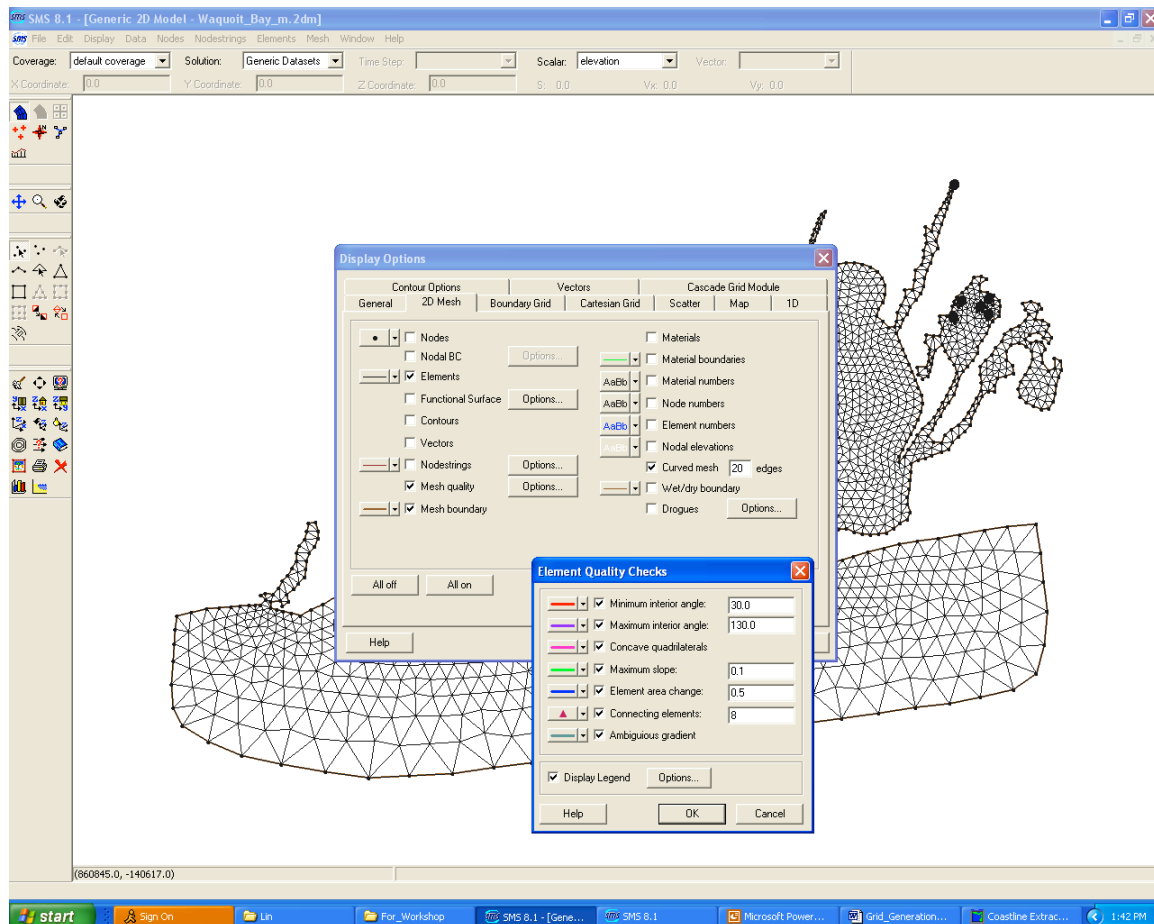 sms SMS 8.1 - [Generic 2D Model - Waquoit_Bay_m.2dm]
sms File Edit Display Data Nodes Nodestrings Elements Mesh Window Help
Coverage: default coverage Solution: Generic Datasets Time Step: Scalar: elevation Vector:
X Coordinate: 0.0 Y Coordinate: 0.0 Z Coordinate: 0.0 S: 0.0 Vx: 0.0 Vy: 0.0
Display Options
Contour Options Vectors Cascade Grid Module
General 2D Mesh Boundary Grid Cartesian Grid Scatter Map 1D
Nodes Materials
Nodal BC Options... Material boundaries
Elements AaBb Material numbers
Functional Surface Options... AaBb Node numbers
Contours AaBb Element numbers
Vectors AaBb Nodal elevations
Nodestrings Options... Curved mesh 20 edges
Mesh quality Options... Wet/dry boundary
Mesh boundary Drogues Options...
All off All on
Help
Element Quality Checks
Minimum interior angle: 30.0
Maximum interior angle: 130.0
Concave quadrilaterals
Maximum slope: 0.1
Element area change: 0.5
Connecting elements: 8
Ambiguious gradient
Display Legend Options...
Help OK Cancel
(860845.0, -140617.0)
start Sign On Lin For_Workshop sms SMS 8.1 - [Gene... sms SMS 8.1 Microsoft Power... Grid_Generation... Coastline Extrac... 1:42 PM